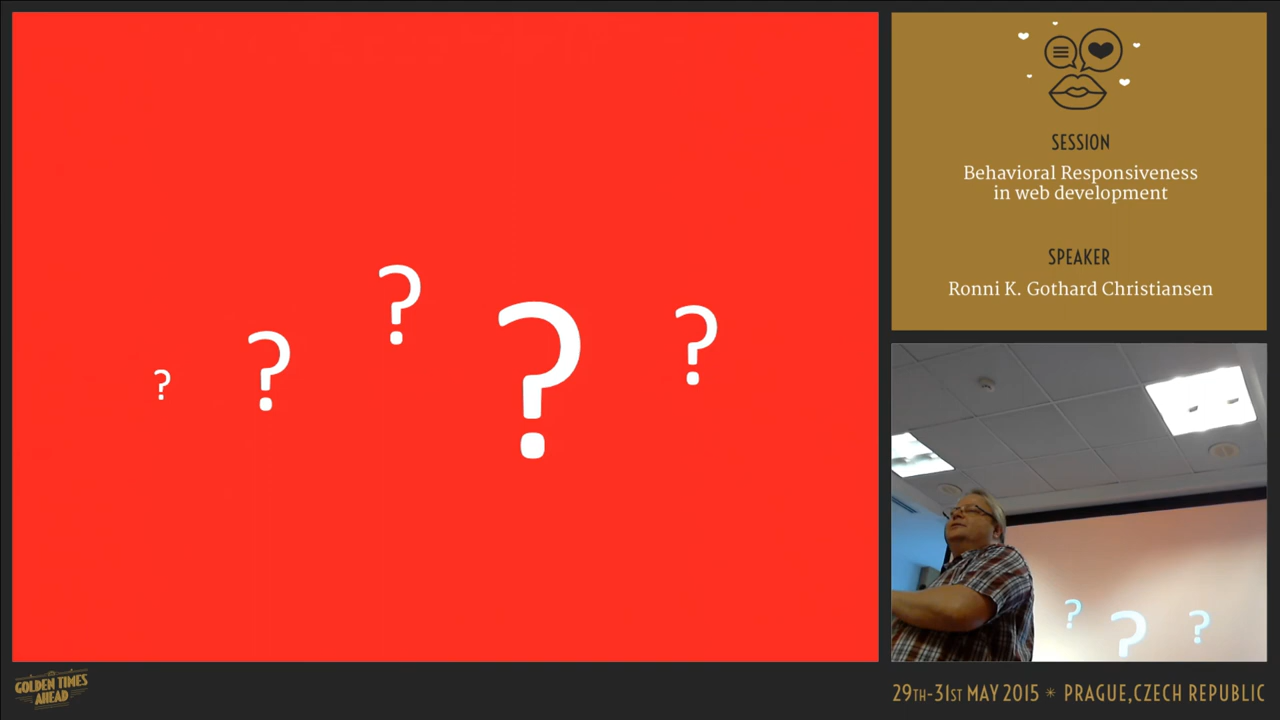 ? ? ? ? ?
SESSION
Behavioral Responsiveness
in web development
SPEAKER
Ronni K. Gothard Christiansen
? ? ?
GOLDEN TIMES
AHEAD
29TH-31ST MAY 2015 * PRAGUE,CZECH REPUBLIC